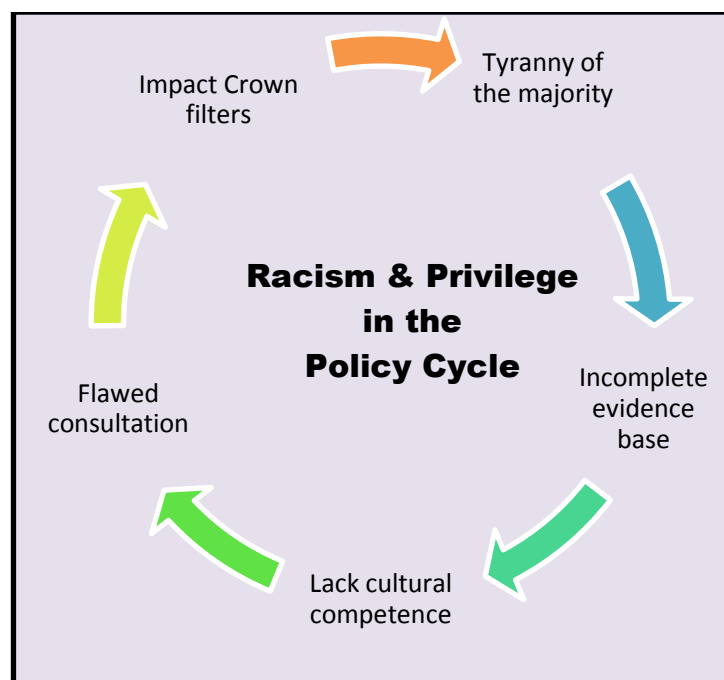 Impact Crown
filters
Tyranny of
the majority
Racism & Privilege
in the
Policy Cycle
Incomplete
evidence
base
Flawed
consultation
Lack cultural
competence